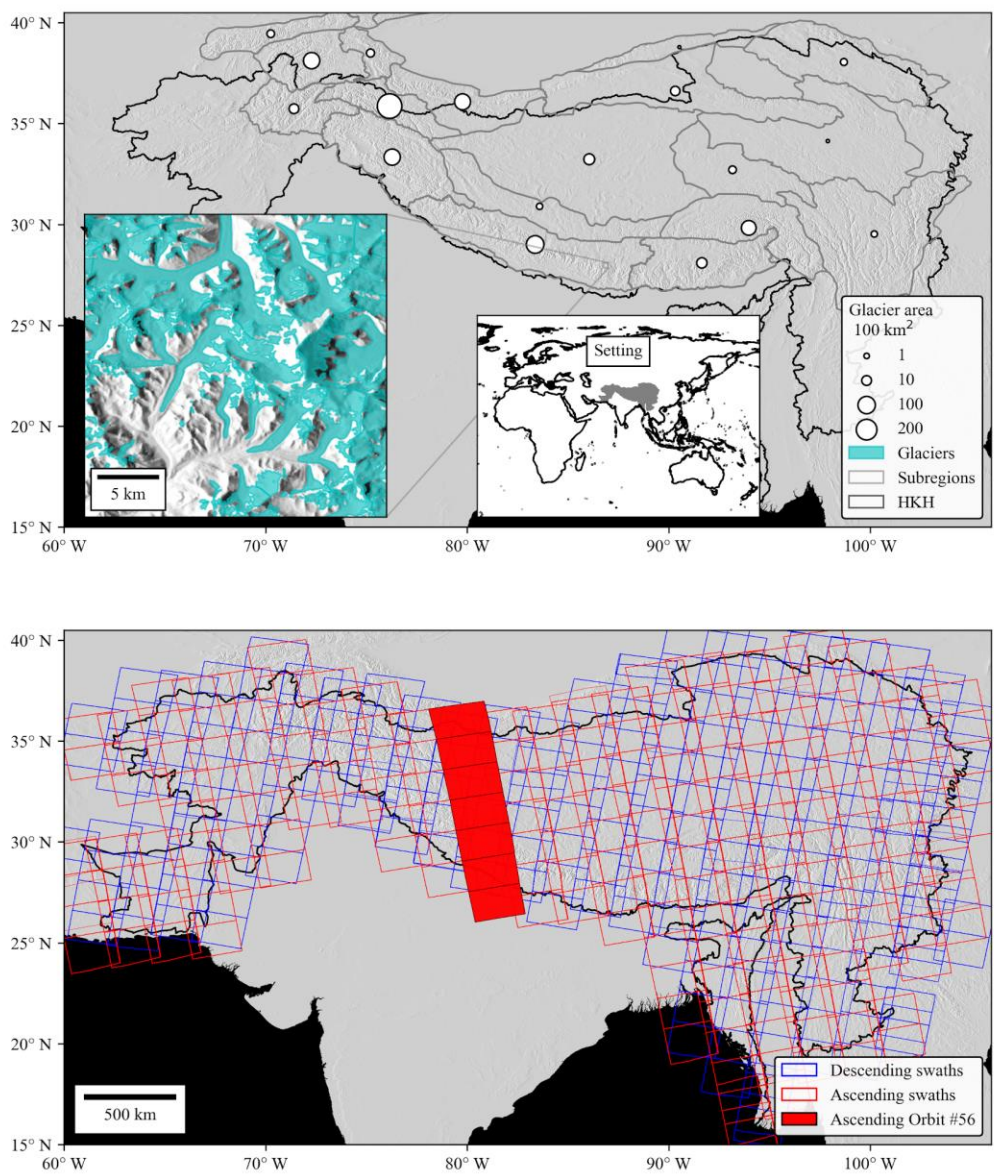 40° N
35° N
30° N
25° N
20° N
15° N
60° W
70° W
80° W
90° W
100° W
5 km
Setting
Glacier area
100 km²
1
10
100
200
Glaciers
Subregions
HKH
40° N
35° N
30° N
25° N
20° N
15° N
60° W
70° W
80° W
90° W
100° W
500 km
Descending swaths
Ascending swaths
Ascending Orbit #56